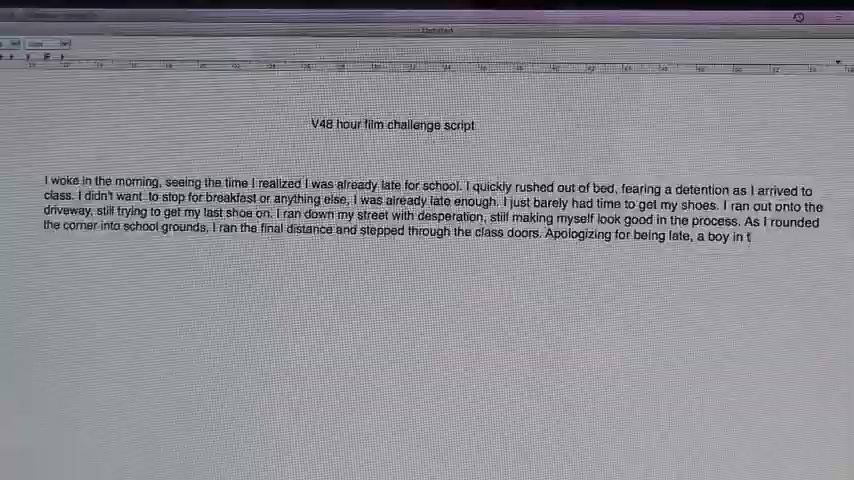 V48 hour film challenge script
I woke in the morning, seeing the time I realized I was already late for school. I quickly rushed out of bed, fearing a detention as I arrived to
class. I didn't want to stop for breakfast or anything else, I was already late enough. I just barely had time to get my shoes. I ran out onto the
driveway, still trying to get my last shoe on. I ran down my street with desperation, still making myself look good in the process. As I rounded
the corner into school grounds, I ran the final distance and stepped through the class doors. Apologizing for being late, a boy in t